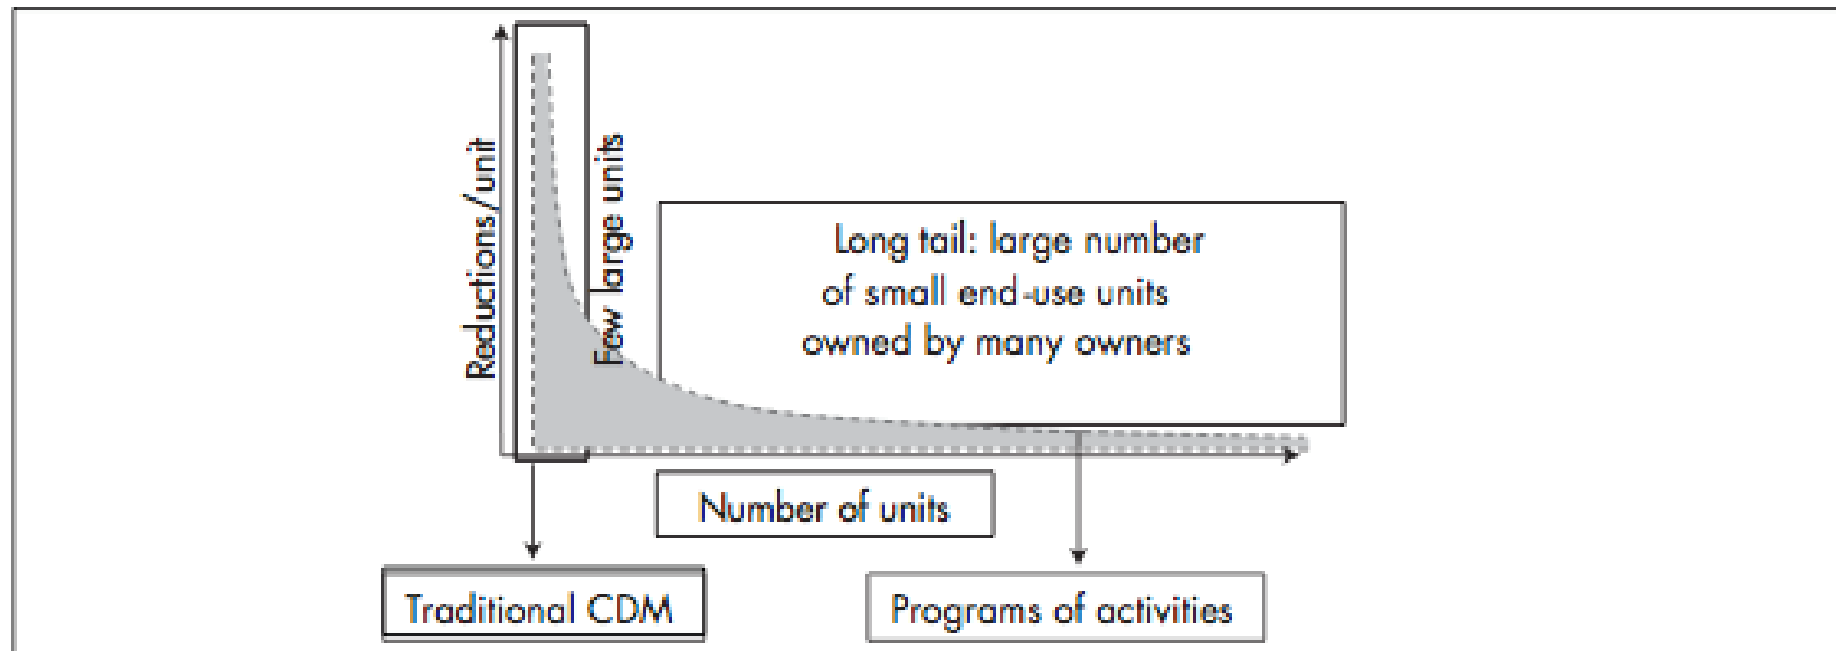 Reductions/unit
Few large units
Long tail: large number
of small end-use units
owned by many owners
Number of units
Traditional CDM
Programs of activities